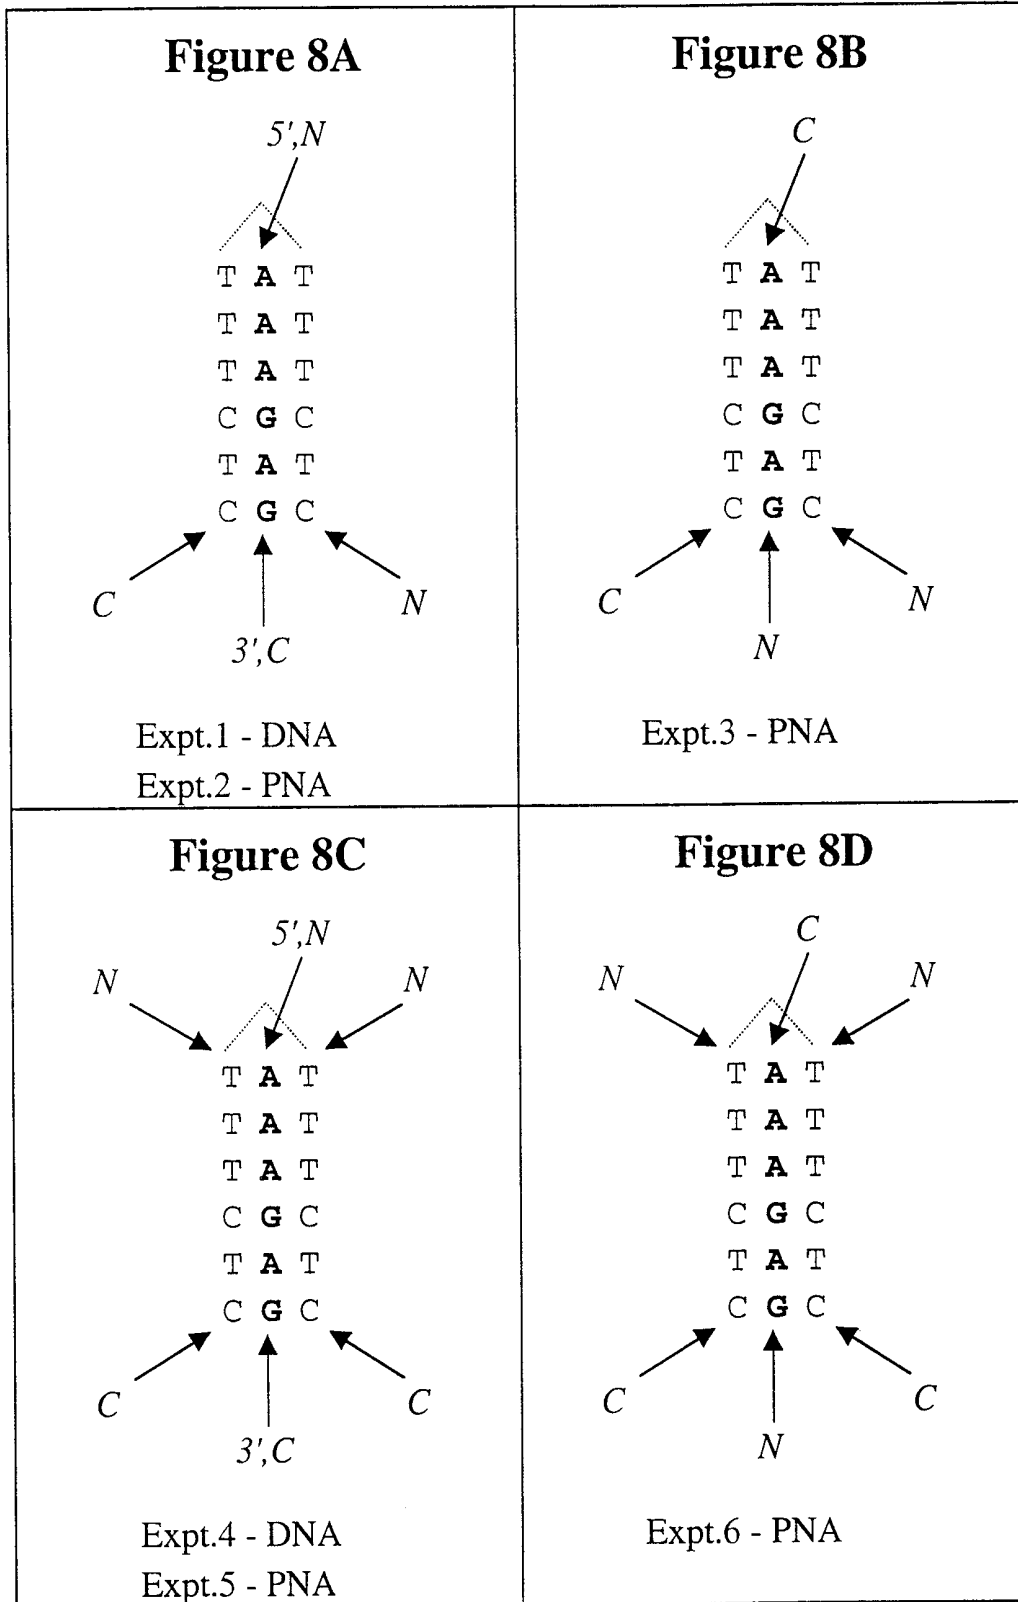 Figure 8A
5',N
T A T
T A T
T A T
C G C
T A T
C G C
C
N
3',C
Expt.1 - DNA
Expt.2 - PNA
Figure 8B
C
T A T
T A T
T A T
C G C
T A T
C G C
C
N
N
Expt.3 - PNA
Figure 8C
5',N
N
N
T A T
T A T
T A T
C G C
T A T
C G C
C
C
3',C
Expt.4 - DNA
Expt.5 - PNA
Figure 8D
C
N
N
T A T
T A T
T A T
C G C
T A T
C G C
C
C
N
Expt.6 - PNA